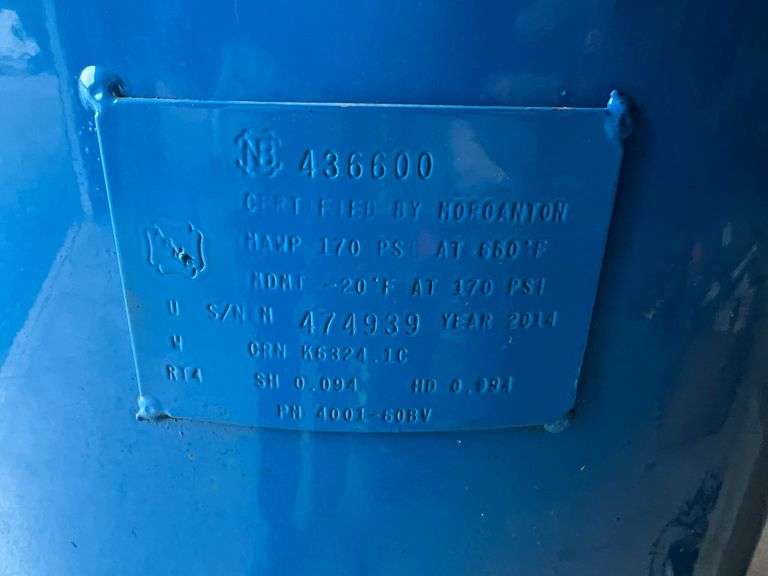 NB 436600
CERTIFIED BY MORGANTON
MAWP 170 PSI AT 650°F
MDMT -20°F AT 170 PSI
U S/N M 474939 YEAR 2014
W CRN K6324.1C
RT4 SH 0.094 HD 0.094
PN 4001-60BV